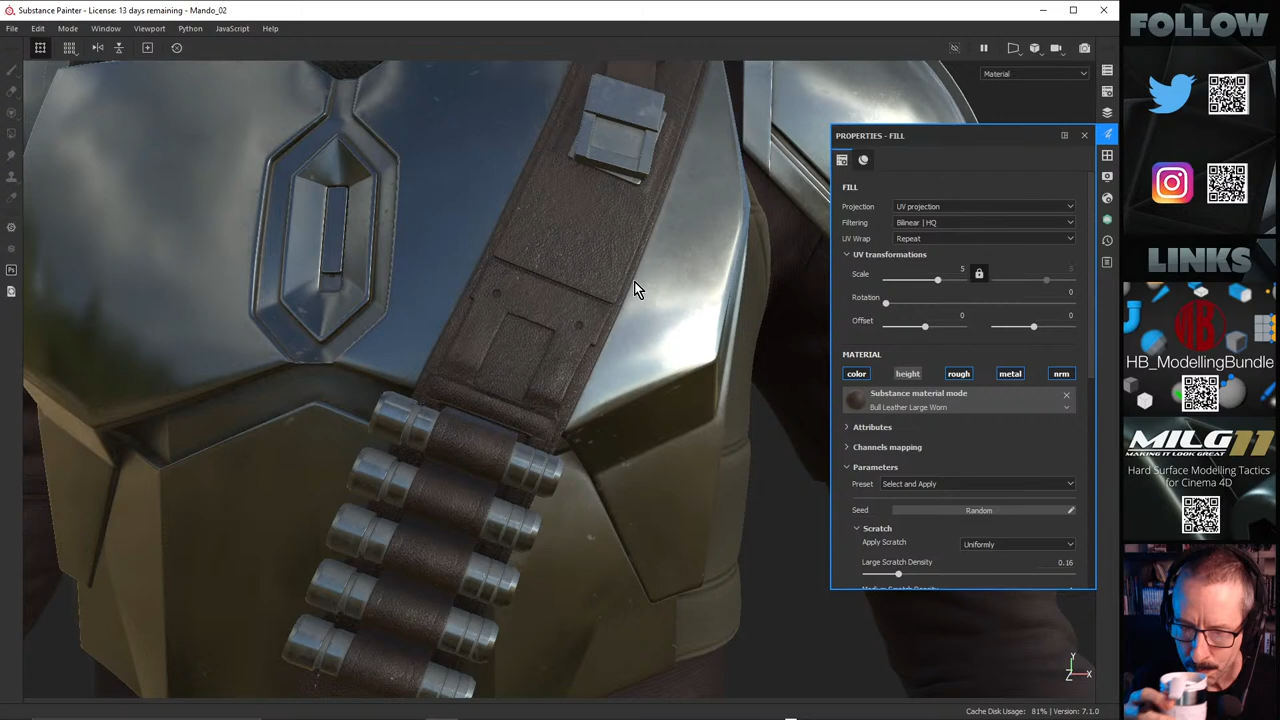 Substance Painter - License: 13 days remaining - Mando_02
File Edit Mode Window Viewport Python JavaScript Help
Material
PROPERTIES - FILL
FILL
Projection UV projection
Filtering Bilinear | HQ
UV Wrap Repeat
UV transformations
Scale 5
Rotation 0
Offset 0 0
MATERIAL
color height rough metal nrm
Substance material mode
Bull Leather Large Worn
Attributes
Channels mapping
Parameters
Preset Select and Apply
Seed Random
Scratch
Apply Scratch Uniformly
Large Scratch Density 0.16
Ps
Y
Z X
Cache Disk Usage: 81% | Version: 7.1.0
FOLLOW
LINKS
HB
HB_ModellingBundle
MILG11
MAKING IT LOOK GREAT
Hard Surface Modelling Tactics
for Cinema 4D